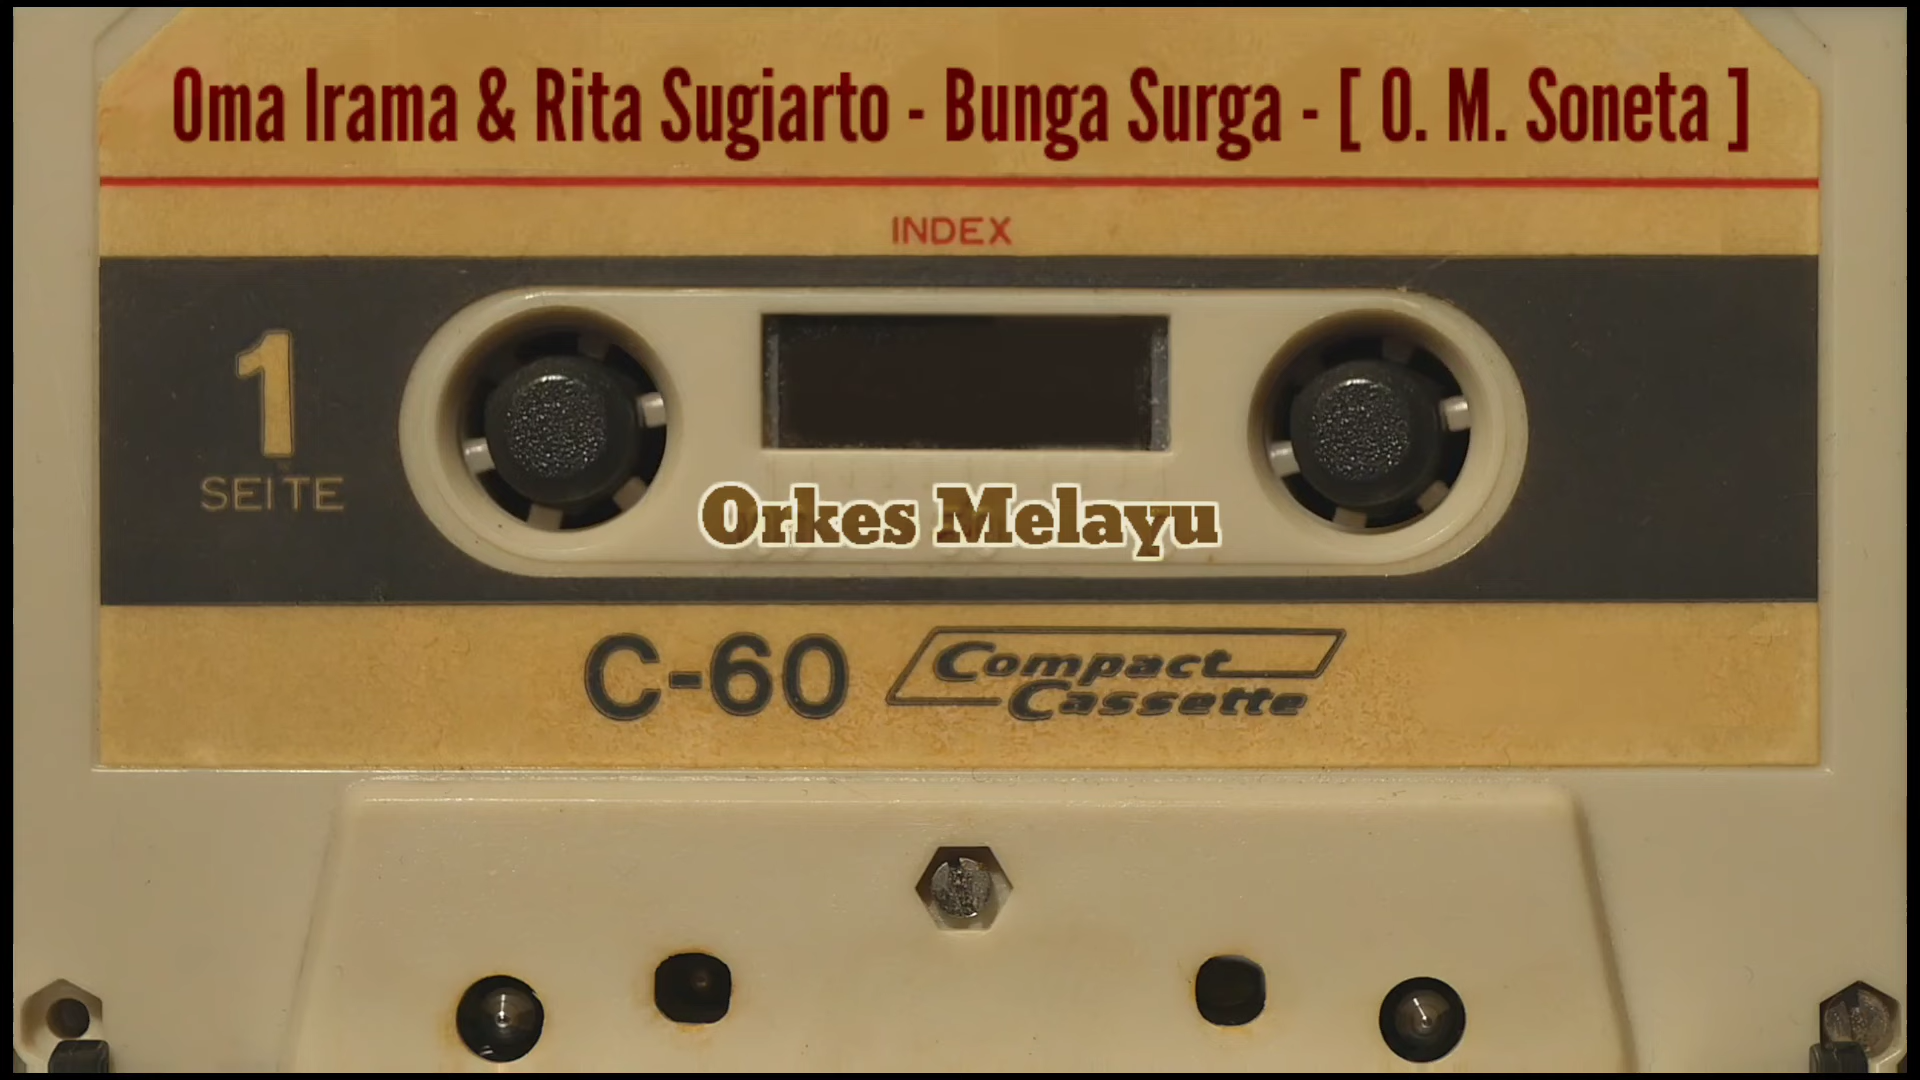 Oma Irama & Rita Sugiarto - Bunga Surga - [ O. M. Soneta ]
INDEX
1
SEITE
Orkes Melayu
C-60
Compact
Cassette